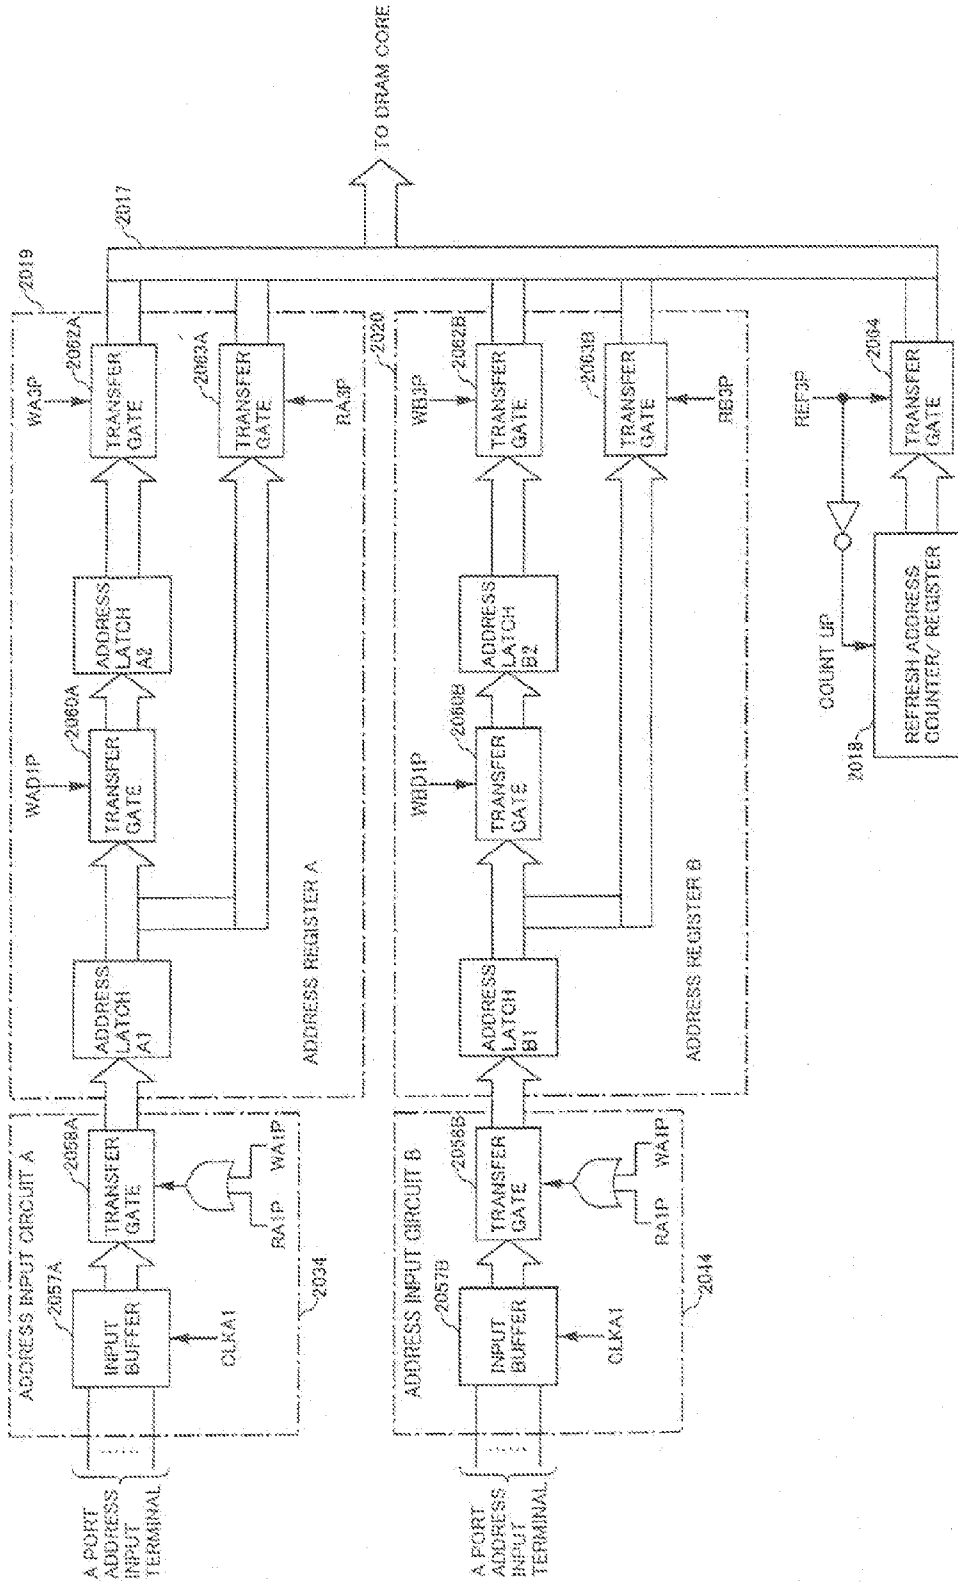 ADDRESS INPUT CIRCUIT A
2057A
INPUT
BUFFER
CLKA1
2058A
TRANSFER
GATE
RA1P
WA1P
2034
A PORT
ADDRESS
INPUT
TERMINAL
2019
ADDRESS REGISTER A
ADDRESS
LATCH
A1
WAD1P
2060A
TRANSFER
GATE
ADDRESS
LATCH
A2
WA3P
2062A
TRANSFER
GATE
2063A
TRANSFER
GATE
RA3P
2017
TO DRAM CORE
ADDRESS INPUT CIRCUIT B
2057B
INPUT
BUFFER
CLKA1
2058B
TRANSFER
GATE
RA1P
WA1P
2044
A PORT
ADDRESS
INPUT
TERMINAL
2020
ADDRESS REGISTER B
ADDRESS
LATCH
B1
WBD1P
2060B
TRANSFER
GATE
ADDRESS
LATCH
B2
WB3P
2062B
TRANSFER
GATE
2063B
TRANSFER
GATE
RB3P
REF3P
COUNT UP
2018
REFRESH ADDRESS
COUNTER/ REGISTER
2064
TRANSFER
GATE